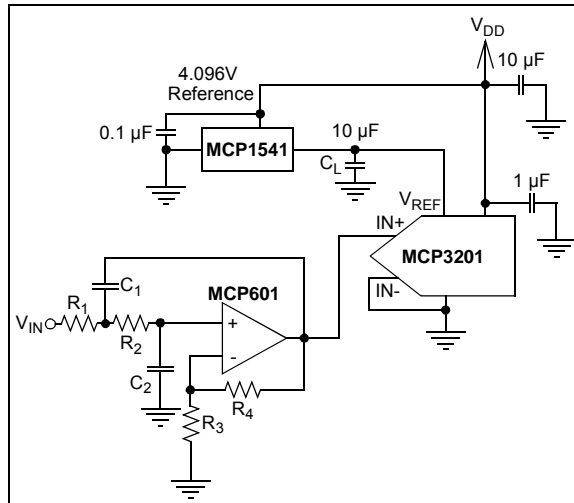 V_DD
10 µF
4.096V
Reference
0.1 µF
MCP1541
10 µF
C_L
V_REF
1 µF
IN+
MCP3201
IN-
C_1
MCP601
R_1
V_IN
R_2
+
-
C_2
R_4
R_3